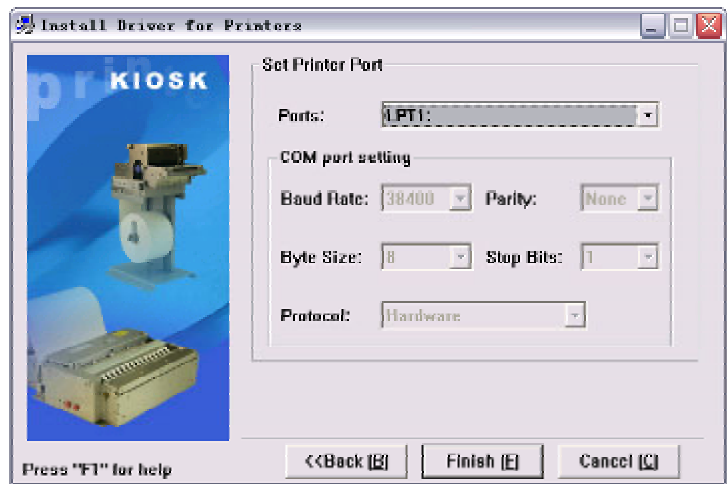 Install Driver for Printers
print
KIOSK
Set Printer Port
Ports: LPT1:
COM port setting
Baud Rate: 38400 Parity: None
Byte Size: 8 Stop Bits: 1
Protocol: Hardware
Press "F1" for help
<<Back (B) Finish (F) Cancel (C)